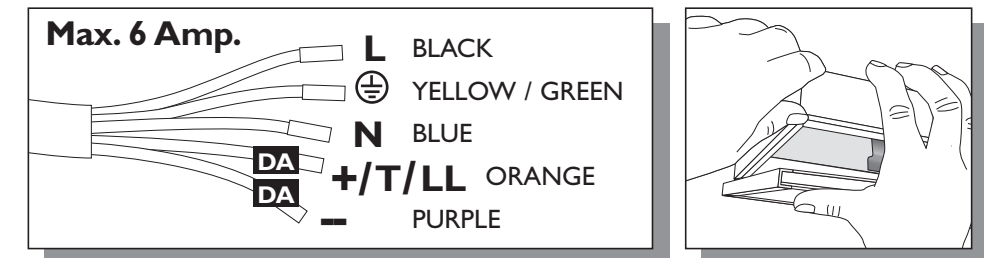 Max. 6 Amp.
L BLACK
YELLOW / GREEN
N BLUE
DA +/T/LL ORANGE
DA -- PURPLE